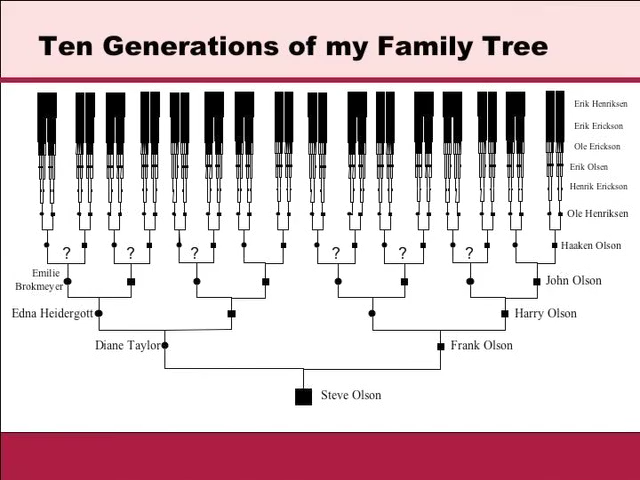 Ten Generations of my Family Tree
Erik Henriksen
Erik Erickson
Ole Erickson
Erik Olsen
Henrik Erickson
Ole Henriksen
Haaken Olson
? ? ? ? ? ?
Emilie
Brokmeyer
John Olson
Edna Heidergott
Harry Olson
Diane Taylor
Frank Olson
Steve Olson